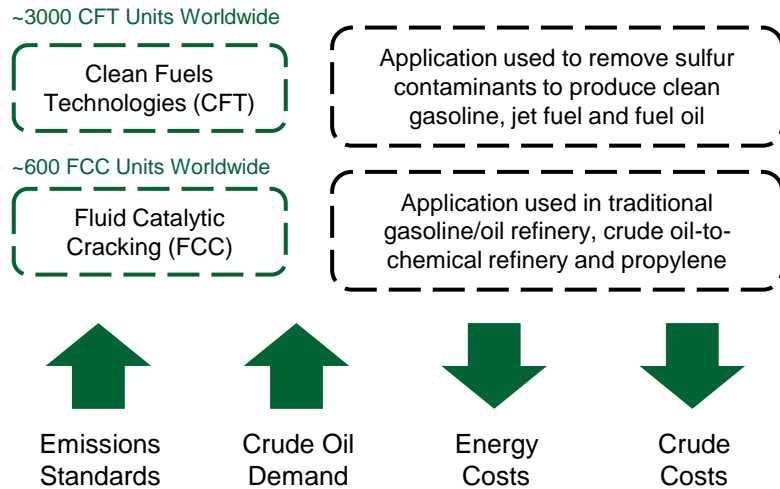 ~3000 CFT Units Worldwide
Clean Fuels
Technologies (CFT)
Application used to remove sulfur
contaminants to produce clean
gasoline, jet fuel and fuel oil
~600 FCC Units Worldwide
Fluid Catalytic
Cracking (FCC)
Application used in traditional
gasoline/oil refinery, crude oil-to-
chemical refinery and propylene
Emissions
Standards
Crude Oil
Demand
Energy
Costs
Crude
Costs